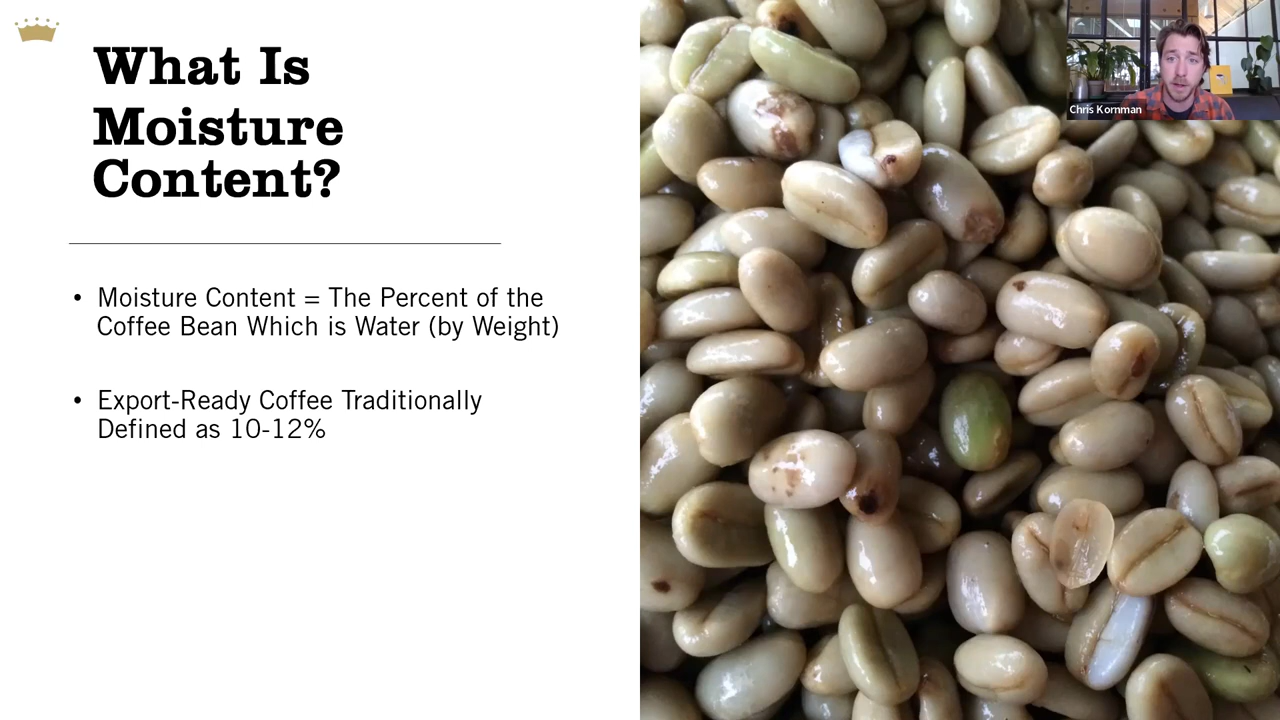 What Is
Moisture
Content?
Chris Kornman
• Moisture Content = The Percent of the
Coffee Bean Which is Water (by Weight)
• Export-Ready Coffee Traditionally
Defined as 10-12%